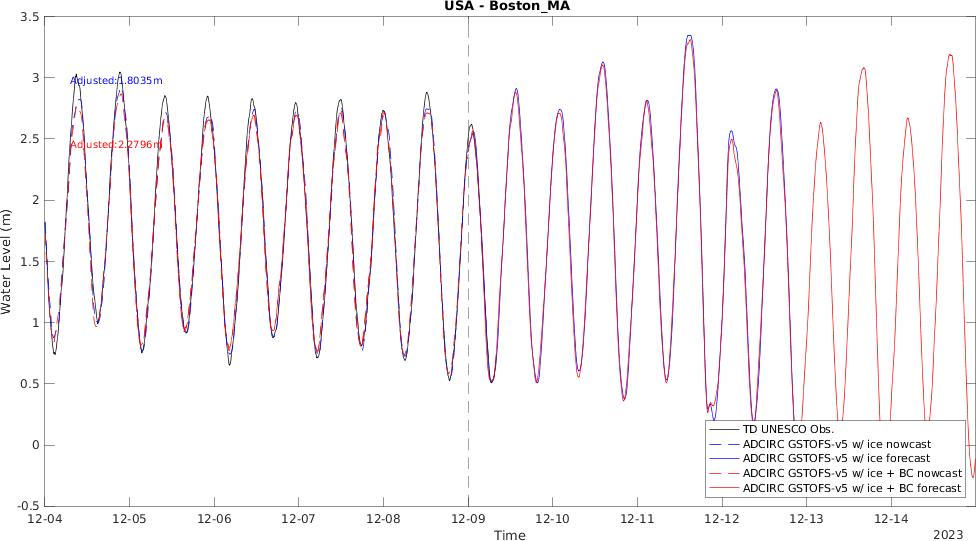 USA - Boston_MA
3.5
3
2.5
2
1.5
1
0.5
0
-0.5
Water Level (m)
Adjusted:1.8035m
Adjusted:2.2796m
TD UNESCO Obs.
ADCIRC GSTOFS-v5 w/ ice nowcast
ADCIRC GSTOFS-v5 w/ ice forecast
ADCIRC GSTOFS-v5 w/ ice + BC nowcast
ADCIRC GSTOFS-v5 w/ ice + BC forecast
12-04 12-05 12-06 12-07 12-08 12-09 12-10 12-11 12-12 12-13 12-14
Time
2023